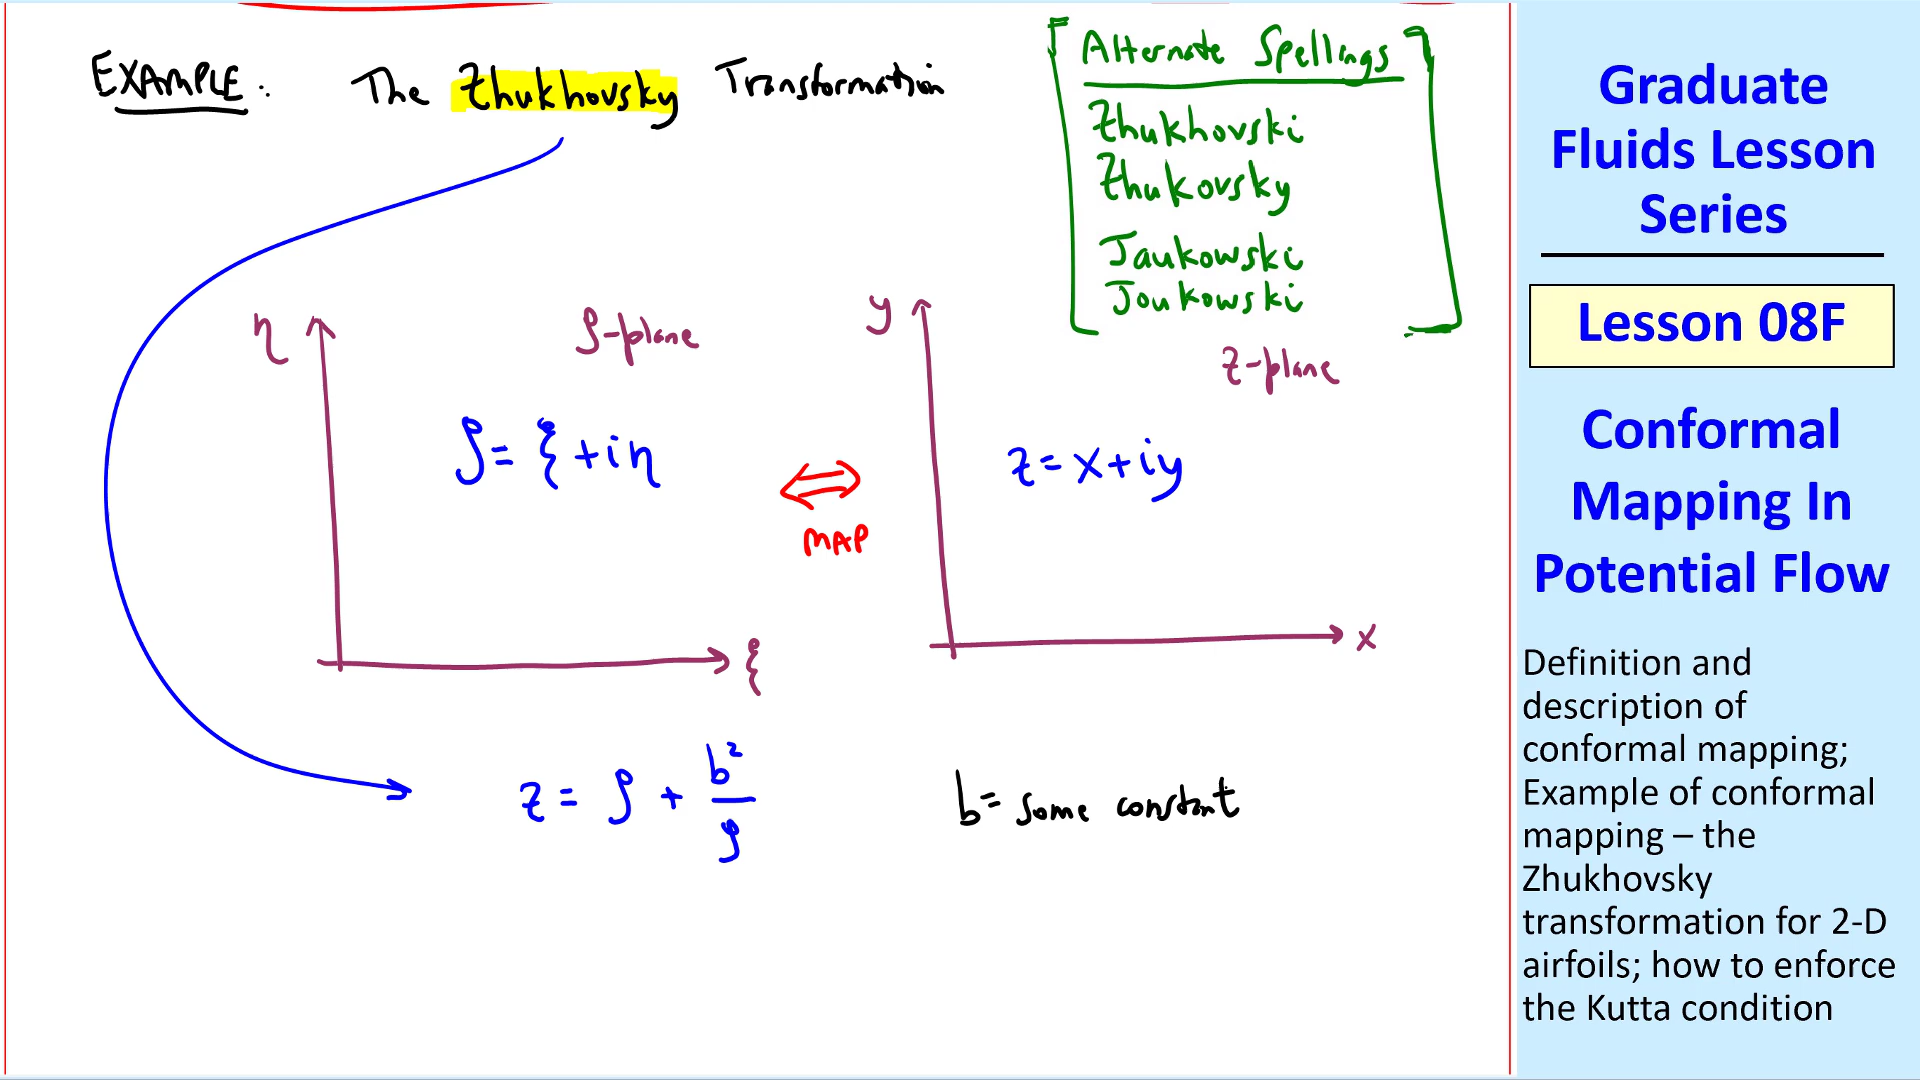 EXAMPLE: The Zhukhovsky Transformation
Alternate Spellings
Zhukhovski
Zhukovsky
Jaukowski
Joukowski
η
ζ-plane
ζ = ξ + iη
ξ
MAP
y
z-plane
z = x + iy
x
z = ζ + b²/ζ
b = some constant
Graduate
Fluids Lesson
Series
Lesson 08F
Conformal
Mapping In
Potential Flow
Definition and
description of
conformal mapping;
Example of conformal
mapping – the
Zhukhovsky
transformation for 2-D
airfoils; how to enforce
the Kutta condition